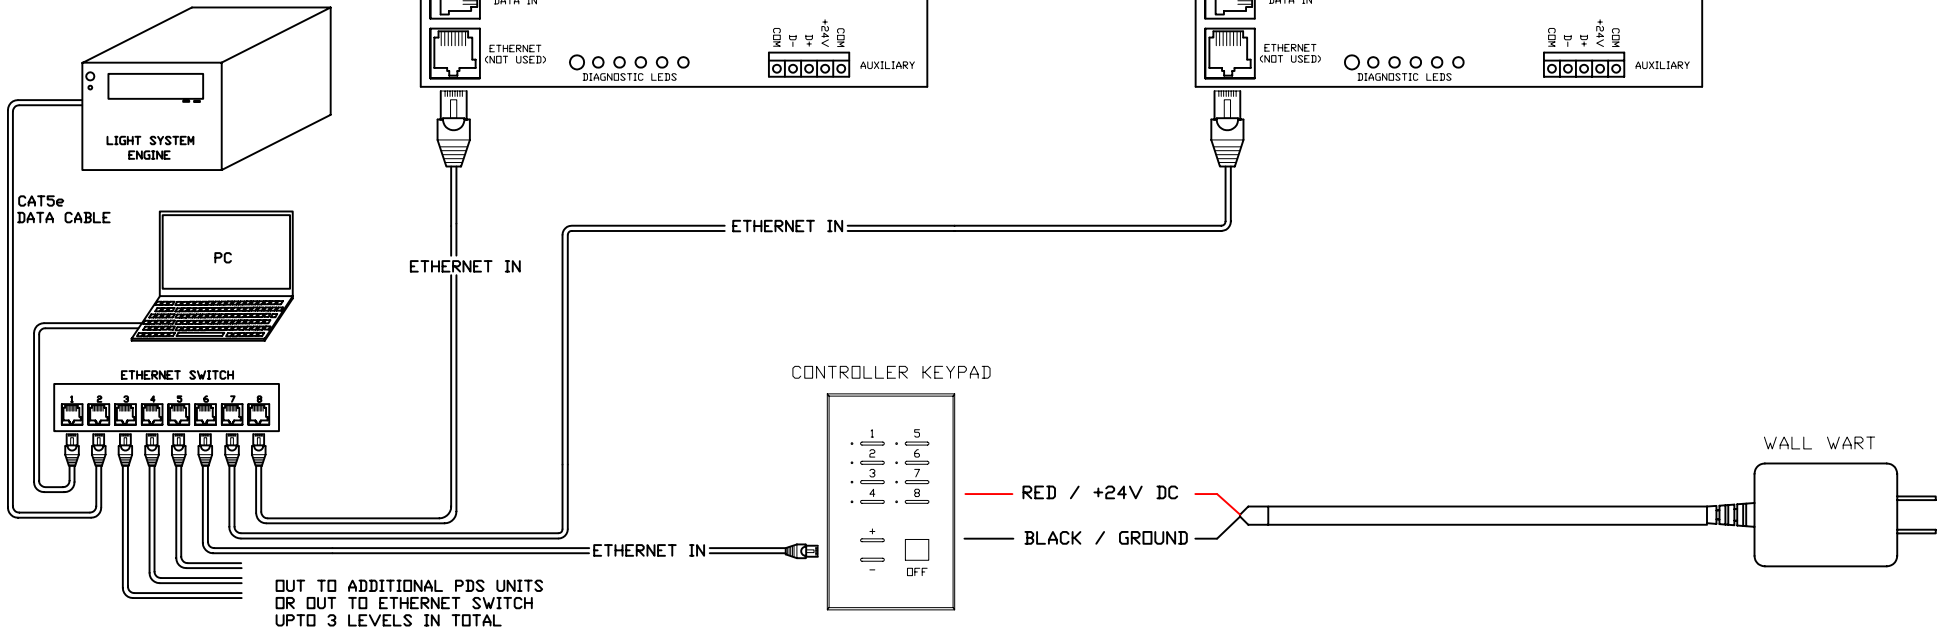 DATA IN
ETHERNET
(NOT USED)
DIAGNOSTIC LEDS
COM
D-
D+
+24V
COM
AUXILIARY
DATA IN
ETHERNET
(NOT USED)
DIAGNOSTIC LEDS
COM
D-
D+
+24V
COM
AUXILIARY
LIGHT SYSTEM
ENGINE
CAT5e
DATA CABLE
PC
ETHERNET IN
ETHERNET IN
ETHERNET SWITCH
1 2 3 4 5 6 7 8
CONTROLLER KEYPAD
1 5
2 6
3 7
4 8
+
-
OFF
RED / +24V DC
BLACK / GROUND
WALL WART
ETHERNET IN
OUT TO ADDITIONAL PDS UNITS
OR OUT TO ETHERNET SWITCH
UPTO 3 LEVELS IN TOTAL